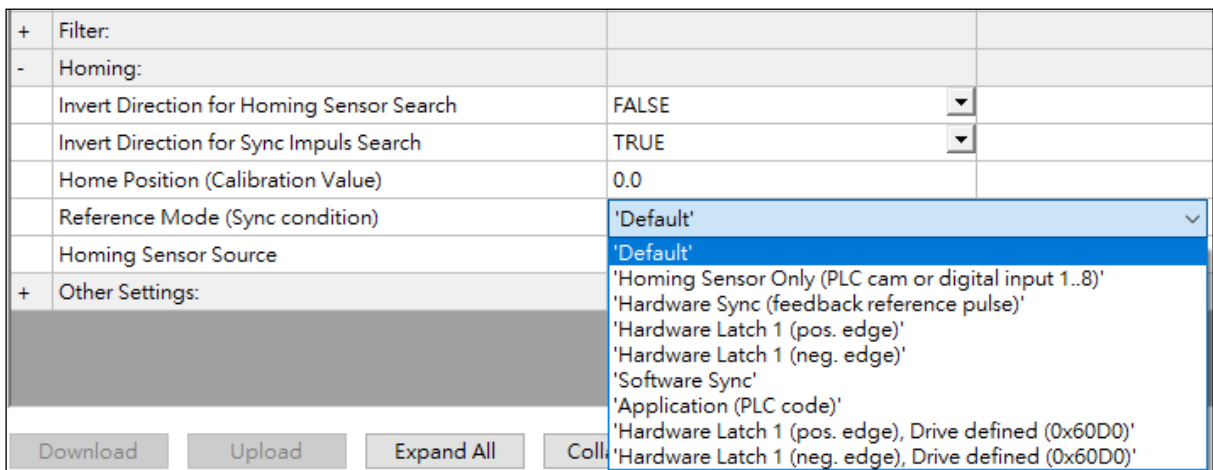 + Filter:
- Homing:
Invert Direction for Homing Sensor Search FALSE
Invert Direction for Sync Impuls Search TRUE
Home Position (Calibration Value) 0.0
Reference Mode (Sync condition) 'Default'
Homing Sensor Source 'Default'
'Homing Sensor Only (PLC cam or digital input 1..8)'
+ Other Settings: 'Hardware Sync (feedback reference pulse)'
'Hardware Latch 1 (pos. edge)'
'Hardware Latch 1 (neg. edge)'
'Software Sync'
'Application (PLC code)'
'Hardware Latch 1 (pos. edge), Drive defined (0x60D0)'
Download Upload Expand All Coll 'Hardware Latch 1 (neg. edge), Drive defined (0x60D0)'